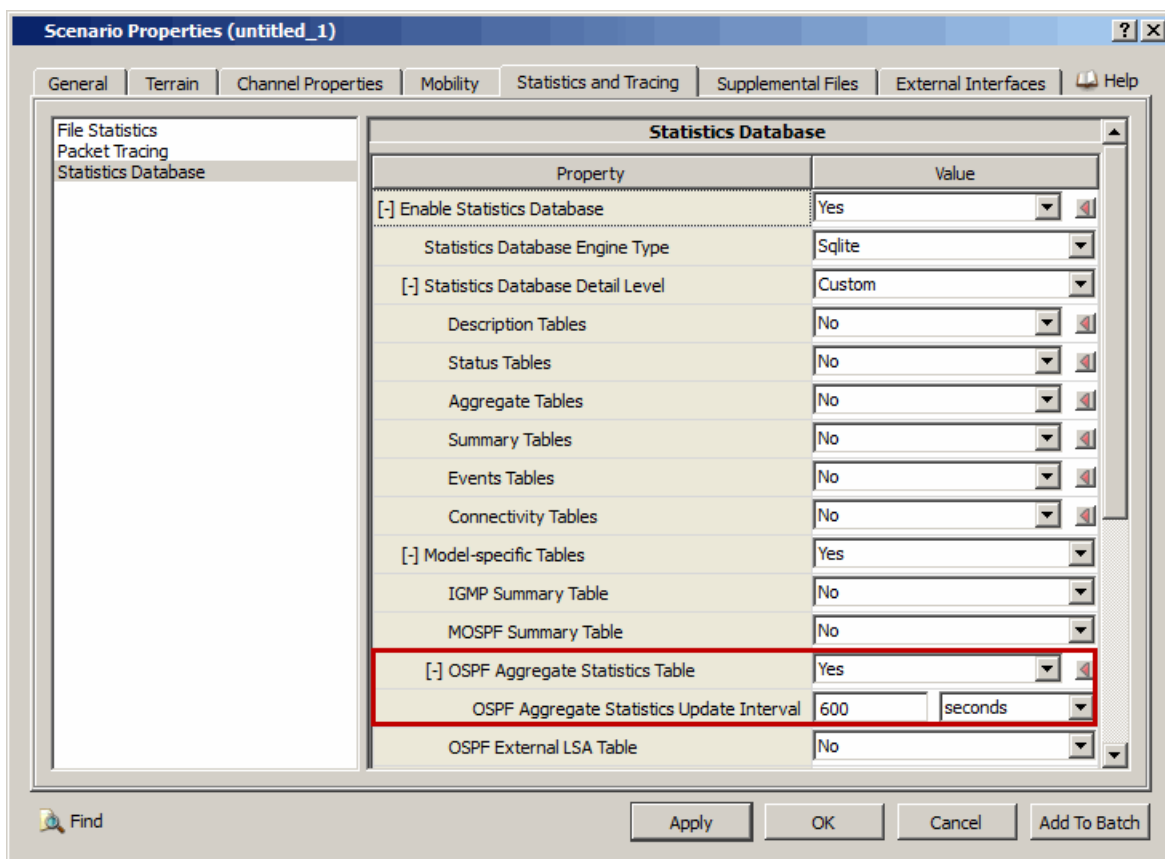 Scenario Properties (untitled_1)
General Terrain Channel Properties Mobility Statistics and Tracing Supplemental Files External Interfaces Help
File Statistics
Packet Tracing
Statistics Database
Statistics Database
Property Value
[-] Enable Statistics Database Yes
Statistics Database Engine Type Sqlite
[-] Statistics Database Detail Level Custom
Description Tables No
Status Tables No
Aggregate Tables No
Summary Tables No
Events Tables No
Connectivity Tables No
[-] Model-specific Tables Yes
IGMP Summary Table No
MOSPF Summary Table No
[-] OSPF Aggregate Statistics Table Yes
OSPF Aggregate Statistics Update Interval 600 seconds
OSPF External LSA Table No
Find Apply OK Cancel Add To Batch